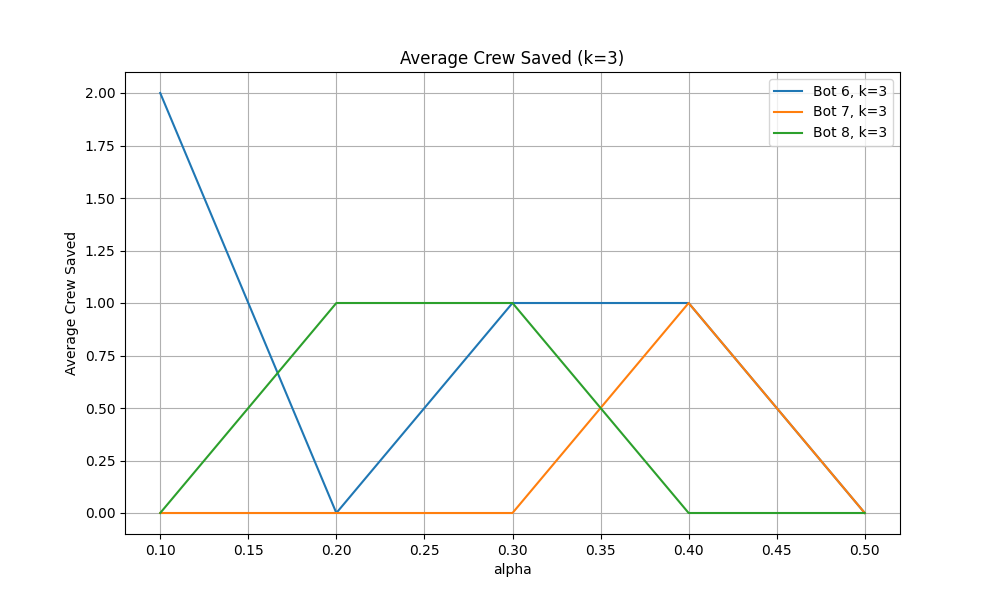 Average Crew Saved (k=3)
Bot 6, k=3
Bot 7, k=3
Bot 8, k=3
Average Crew Saved
2.00
1.75
1.50
1.25
1.00
0.75
0.50
0.25
0.00
0.10 0.15 0.20 0.25 0.30 0.35 0.40 0.45 0.50
alpha